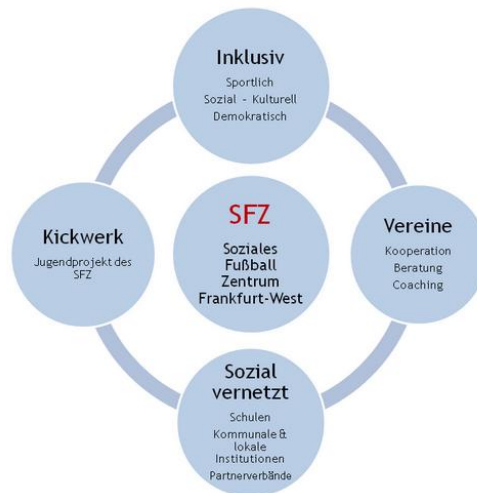 Inklusiv
Sportlich
Sozial - Kulturell
Demokratisch
Kickwerk
Jugendprojekt des
SFZ
SFZ
Soziales
Fußball
Zentrum
Frankfurt-West
Vereine
Kooperation
Beratung
Coaching
Sozial
vernetzt
Schulen
Kommunale &
lokale
Institutionen
Partnerverbände